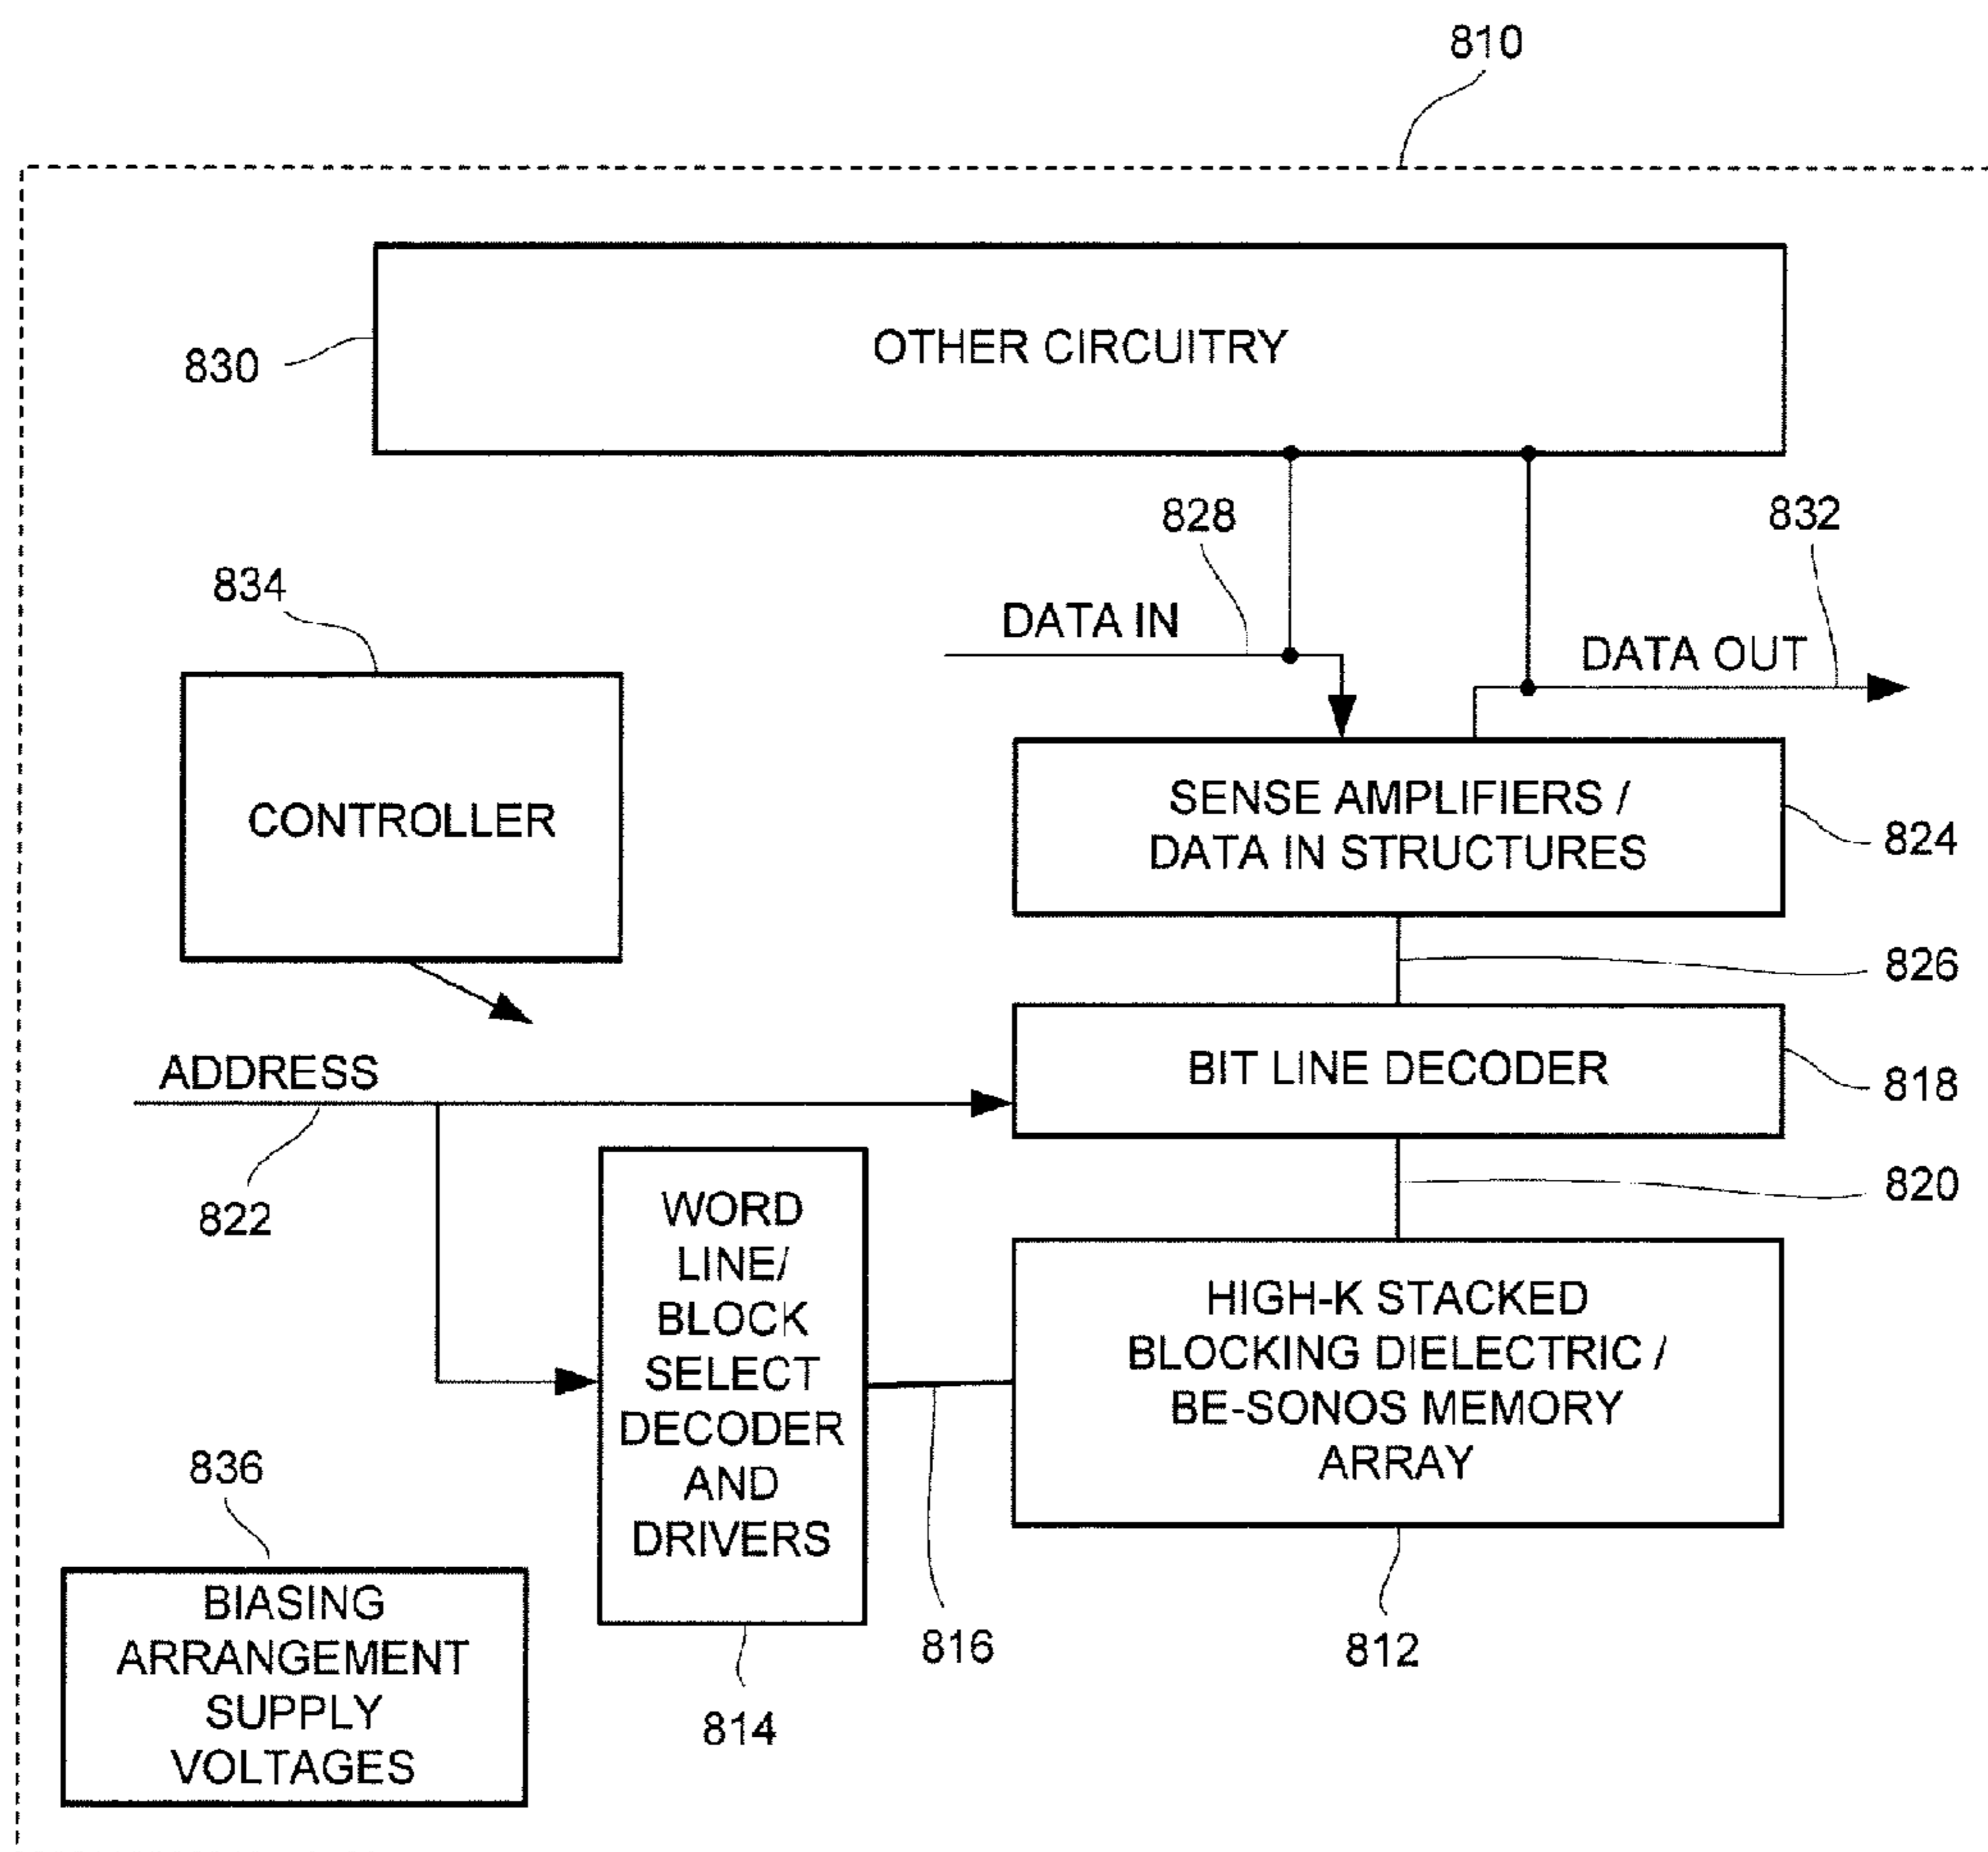 810
OTHER CIRCUITRY
830
828
832
834
DATA IN
DATA OUT
CONTROLLER
SENSE AMPLIFIERS /
DATA IN STRUCTURES
824
826
ADDRESS
BIT LINE DECODER
818
822
820
WORD
LINE/
BLOCK
SELECT
DECODER
AND
DRIVERS
HIGH-K STACKED
BLOCKING DIELECTRIC /
BE-SONOS MEMORY
ARRAY
836
816
812
BIASING
ARRANGEMENT
SUPPLY
VOLTAGES
814